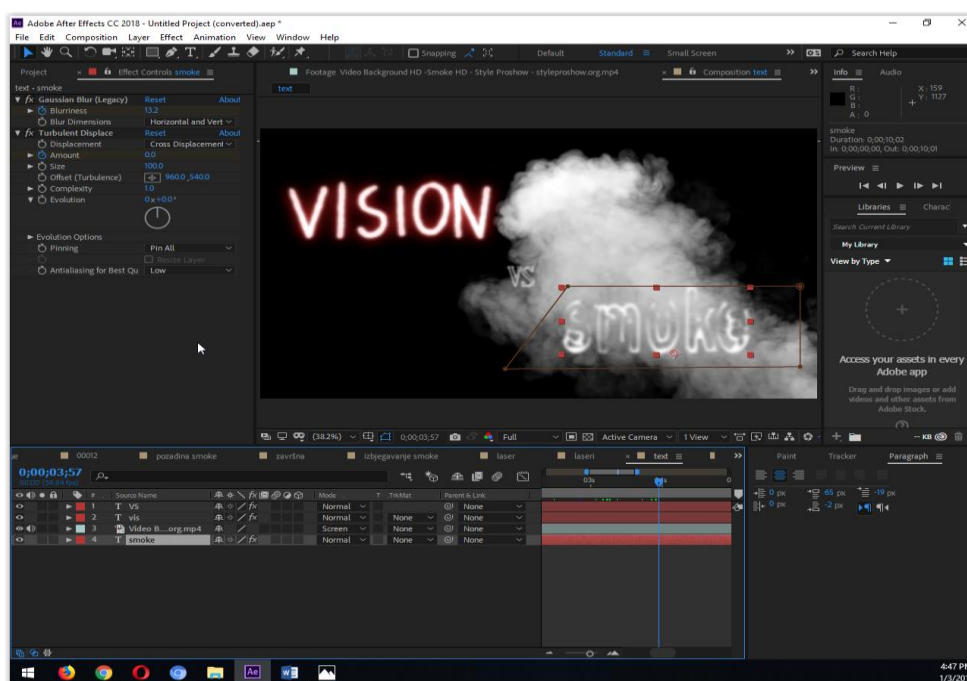 Adobe After Effects CC 2018 - Untitled Project (converted).aep *
File Edit Composition Layer Effect Animation View Window Help
Snapping Default Standard Small Screen Search Help
Project Effect Controls smoke
text - smoke
fx Gaussian Blur (Legacy) Reset About
Blurriness 13.2
Blur Dimensions Horizontal and Vert
fx Turbulent Displace Reset About
Displacement Cross Displacement
Amount 0.0
Size 100.0
Offset (Turbulence) 960.0 ,540.0
Complexity 1.0
Evolution 0 x +0.0°
Evolution Options
Pinning Pin All
Resize Layer
Antialiasing for Best Qu Low
Footage Video Background HD -Smoke HD - Style Proshow - styleproshow.org.mp4
Composition text
text
VISION
VS
smoke
(38.2%) 0;00;03;57 Full Active Camera 1 View
Info Audio
R :
G :
B :
A : 0
X : 159
Y : 1127
smoke
Duration: 0;00;10;02
In: 0;00;00;00, Out: 0;00;10;01
Preview
Libraries Charac
Search Current Library
My Library
View by Type
Access your assets in every
Adobe app
Drag and drop images or add
videos and other assets from
Adobe Stock.
-- KB
00012 pozadina smoke završna izbjegavanje smoke laser laseri text
0;00;03;57
# Source Name Mode T TrkMat Parent & Link
1 T VS Normal None
2 T vis Normal None None
3 Video B...org.mp4 Screen None None
4 T smoke Normal None None
03s
Paint Tracker Paragraph
0 px 65 px -19 px
0 px -2 px
Ae
4:47 PM